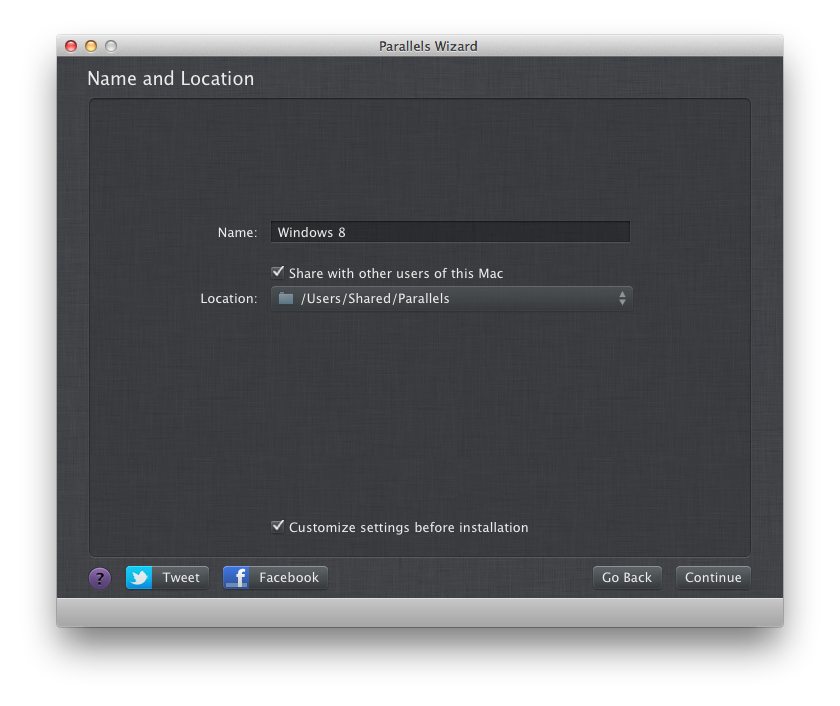 Parallels Wizard
Name and Location
Name: Windows 8
Share with other users of this Mac
Location: /Users/Shared/Parallels
Customize settings before installation
? Tweet f Facebook Go Back Continue